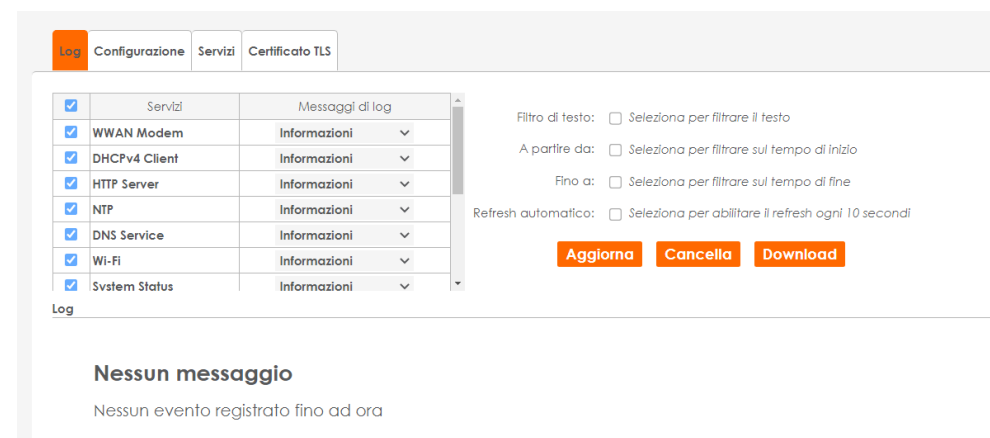 Log Configurazione Servizi Certificato TLS
Servizi Messaggi di log
WWAN Modem Informazioni
DHCPv4 Client Informazioni
HTTP Server Informazioni
NTP Informazioni
DNS Service Informazioni
Wi-Fi Informazioni
System Status Informazioni
Filtro di testo: Seleziona per filtrare il testo
A partire da: Seleziona per filtrare sul tempo di inizio
Fino a: Seleziona per filtrare sul tempo di fine
Refresh automatico: Seleziona per abilitare il refresh ogni 10 secondi
Aggiorna Cancella Download
Log
Nessun messaggio
Nessun evento registrato fino ad ora